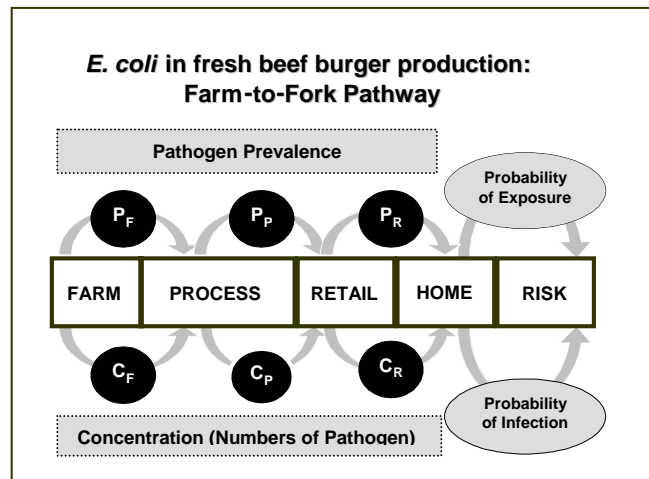 E. coli in fresh beef burger production:
Farm-to-Fork Pathway
Pathogen Prevalence
Probability
of Exposure
PF
PP
PR
FARM
PROCESS
RETAIL
HOME
RISK
CF
CP
CR
Probability
of Infection
Concentration (Numbers of Pathogen)